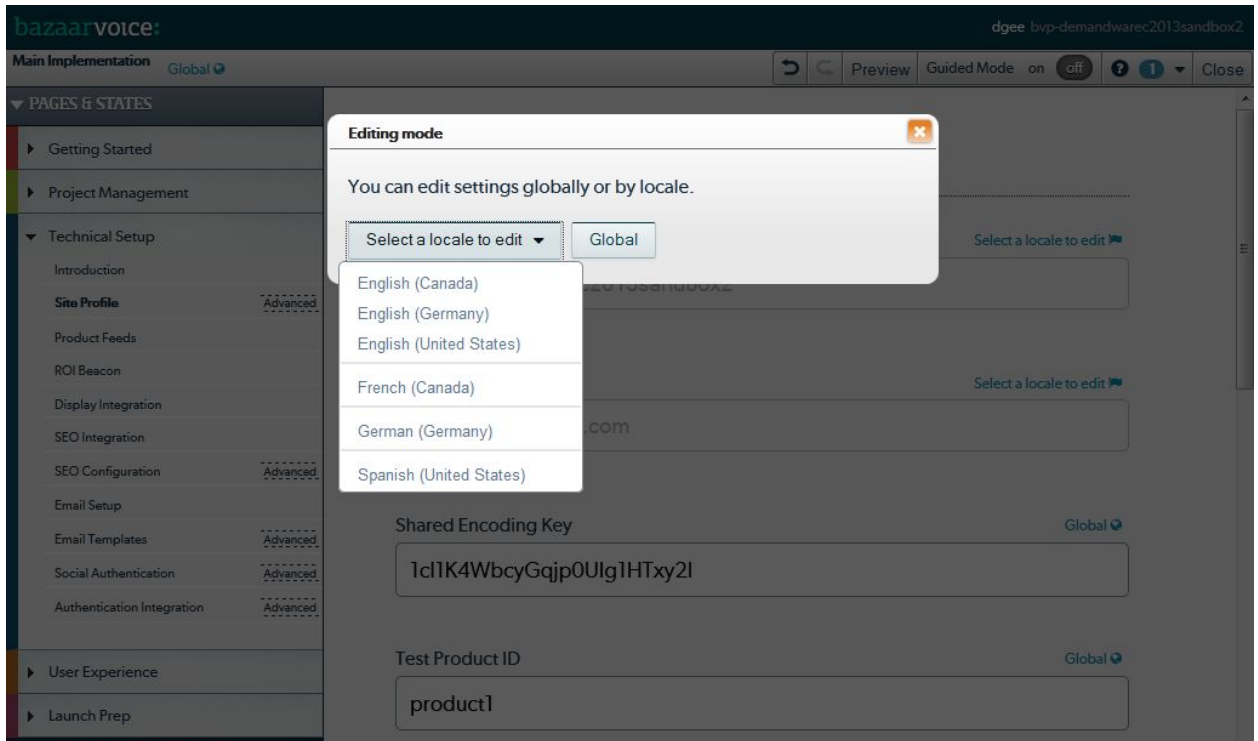 bazaarvoice:
dgee bvp-demandwarec2013sandbox2
Main Implementation Global
Preview Guided Mode on off ? 1 Close
PAGES & STATES
Getting Started
Project Management
Technical Setup
Introduction
Site Profile Advanced
Product Feeds
ROI Beacon
Display Integration
SEO Integration
SEO Configuration Advanced
Email Setup
Email Templates Advanced
Social Authentication Advanced
Authentication Integration Advanced
User Experience
Launch Prep
Editing mode
You can edit settings globally or by locale.
Select a locale to edit Global
English (Canada)
English (Germany)
English (United States)
French (Canada)
German (Germany)
Spanish (United States)
Select a locale to edit
Select a locale to edit
.com
Shared Encoding Key Global
Test Product ID Global
product1